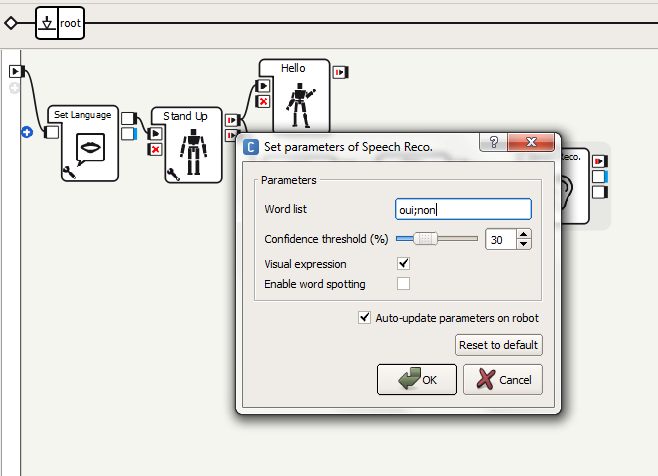 root
Hello
Set Language
Stand Up
Set parameters of Speech Reco.
Reco.
Parameters
Word list
oui;non
Confidence threshold (%)
30
Visual expression
Enable word spotting
Auto-update parameters on robot
Reset to default
OK
Cancel